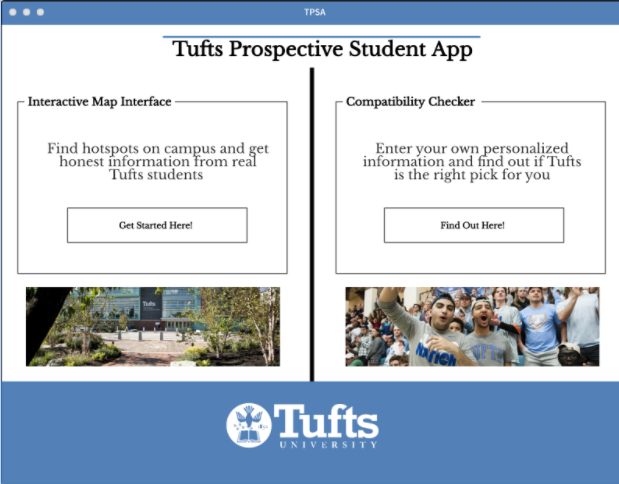 TPSA
Tufts Prospective Student App
Interactive Map Interface
Find hotspots on campus and get
honest information from real
Tufts students
Get Started Here!
Compatibility Checker
Enter your own personalized
information and find out if Tufts
is the right pick for you
Find Out Here!
Tufts
NATION
TUFTS
Tufts
UNIVERSITY